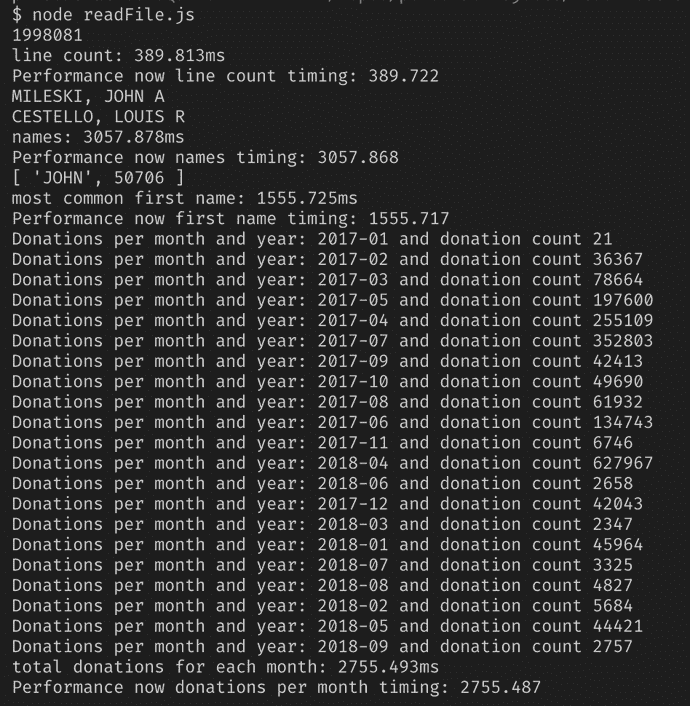 $ node readFile.js
1998081
line count: 389.813ms
Performance now line count timing: 389.722
MILESKI, JOHN A
CESTELLO, LOUIS R
names: 3057.878ms
Performance now names timing: 3057.868
[ 'JOHN', 50706 ]
most common first name: 1555.725ms
Performance now first name timing: 1555.717
Donations per month and year: 2017-01 and donation count 21
Donations per month and year: 2017-02 and donation count 36367
Donations per month and year: 2017-03 and donation count 78664
Donations per month and year: 2017-05 and donation count 197600
Donations per month and year: 2017-04 and donation count 255109
Donations per month and year: 2017-07 and donation count 352803
Donations per month and year: 2017-09 and donation count 42413
Donations per month and year: 2017-10 and donation count 49690
Donations per month and year: 2017-08 and donation count 61932
Donations per month and year: 2017-06 and donation count 134743
Donations per month and year: 2017-11 and donation count 6746
Donations per month and year: 2018-04 and donation count 627967
Donations per month and year: 2018-06 and donation count 2658
Donations per month and year: 2017-12 and donation count 42043
Donations per month and year: 2018-03 and donation count 2347
Donations per month and year: 2018-01 and donation count 45964
Donations per month and year: 2018-07 and donation count 3325
Donations per month and year: 2018-08 and donation count 4827
Donations per month and year: 2018-02 and donation count 5684
Donations per month and year: 2018-05 and donation count 44421
Donations per month and year: 2018-09 and donation count 2757
total donations for each month: 2755.493ms
Performance now donations per month timing: 2755.487